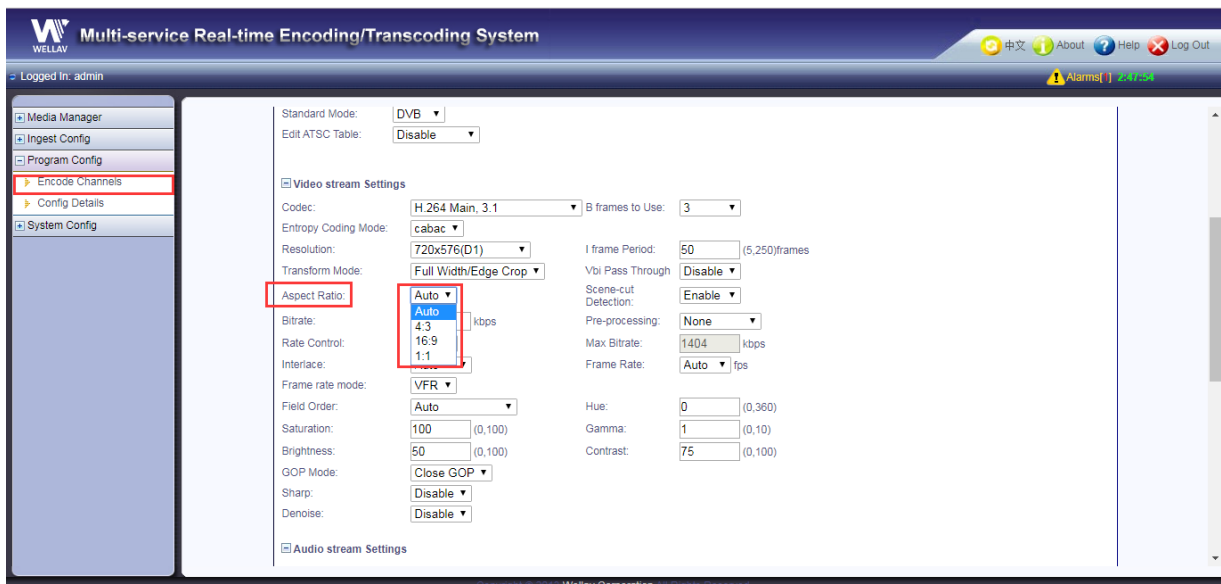 WELLAV
Multi-service Real-time Encoding/Transcoding System
中文 About Help Log Out
Logged In: admin
Alarms[!] 2:47:54
Media Manager
Ingest Config
Program Config
Encode Channels
Config Details
System Config
Standard Mode: DVB
Edit ATSC Table: Disable
Video stream Settings
Codec: H.264 Main, 3.1 B frames to Use: 3
Entropy Coding Mode: cabac
Resolution: 720x576(D1) I frame Period: 50 (5,250)frames
Transform Mode: Full Width/Edge Crop Vbi Pass Through Disable
Aspect Ratio: Auto Scene-cut Detection: Enable
Auto
4:3
16:9
1:1
Bitrate: kbps Pre-processing: None
Rate Control: Max Bitrate: 1404 kbps
Interlace: Auto Frame Rate: Auto fps
Frame rate mode: VFR
Field Order: Auto Hue: 0 (0,360)
Saturation: 100 (0,100) Gamma: 1 (0,10)
Brightness: 50 (0,100) Contrast: 75 (0,100)
GOP Mode: Close GOP
Sharp: Disable
Denoise: Disable
Audio stream Settings
Wellav Corporation